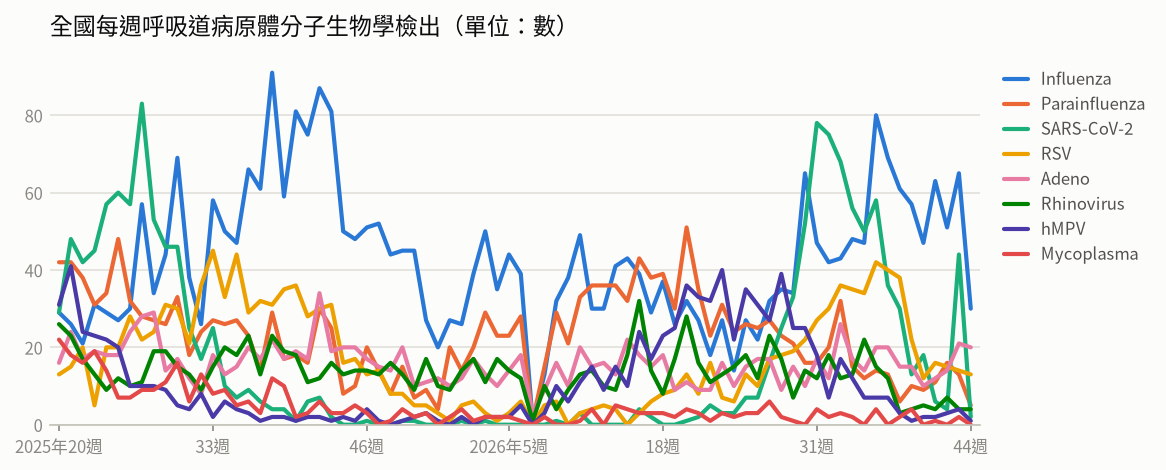 全國每週呼吸道病原體分子生物學檢出（單位：數）
80
60
40
20
0
2025年20週
33週
46週
2026年5週
18週
31週
44週
Influenza
Parainfluenza
SARS-CoV-2
RSV
Adeno
Rhinovirus
hMPV
Mycoplasma